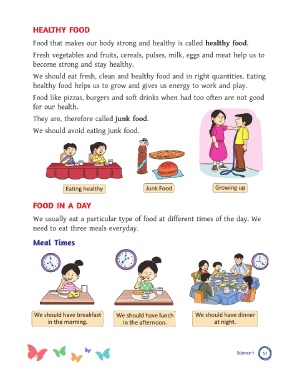 HEALTHY FOOD
Food that makes our body strong and healthy is called healthy food.
Fresh vegetables and fruits, cereals, pulses, milk, eggs and meat help us to
become strong and stay healthy.
We should eat fresh, clean and healthy food and in right quantities. Eating
healthy food helps us to grow and gives us energy to work and play.
Food like pizzas, burgers and soft drinks when had too often are not good
for our health.
They are, therefore called junk food.
We should avoid eating junk food.
Eating healthy
Junk Food
Growing up
FOOD IN A DAY
We usually eat a particular type of food at different times of the day. We
need to eat three meals everyday.
Meal Times
We should have breakfast
in the morning.
We should have lunch
in the afternoon.
We should have dinner
at night.